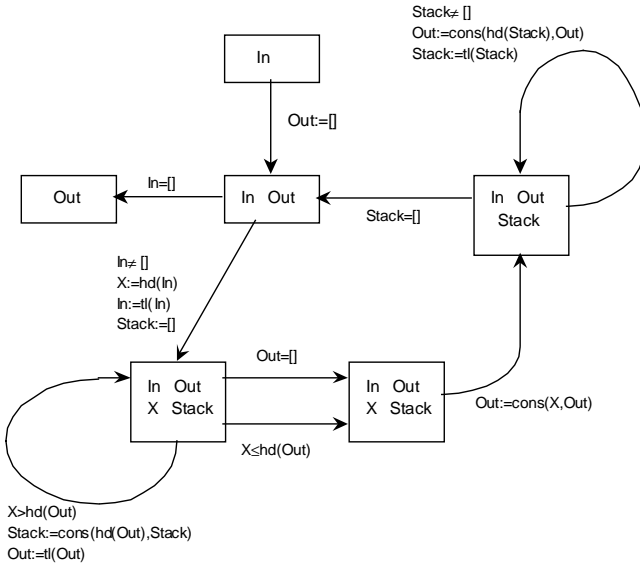 Stack≠ []
Out:=cons(hd(Stack),Out)
Stack:=tl(Stack)
In
Out:=[]
Out
In=[]
In Out
Stack=[]
In Out
Stack
In≠ []
X:=hd(In)
In:=tl(In)
Stack:=[]
Out=[]
In Out
X Stack
In Out
X Stack
X≤hd(Out)
Out:=cons(X,Out)
X>hd(Out)
Stack:=cons(hd(Out),Stack)
Out:=tl(Out)